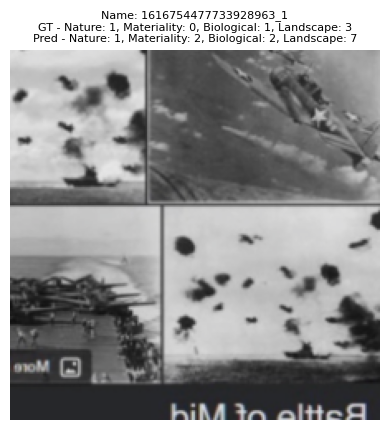 Name: 1616754477733928963_1
GT - Nature: 1, Materiality: 0, Biological: 1, Landscape: 3
Pred - Nature: 1, Materiality: 2, Biological: 2, Landscape: 7
More
Battle of Mid